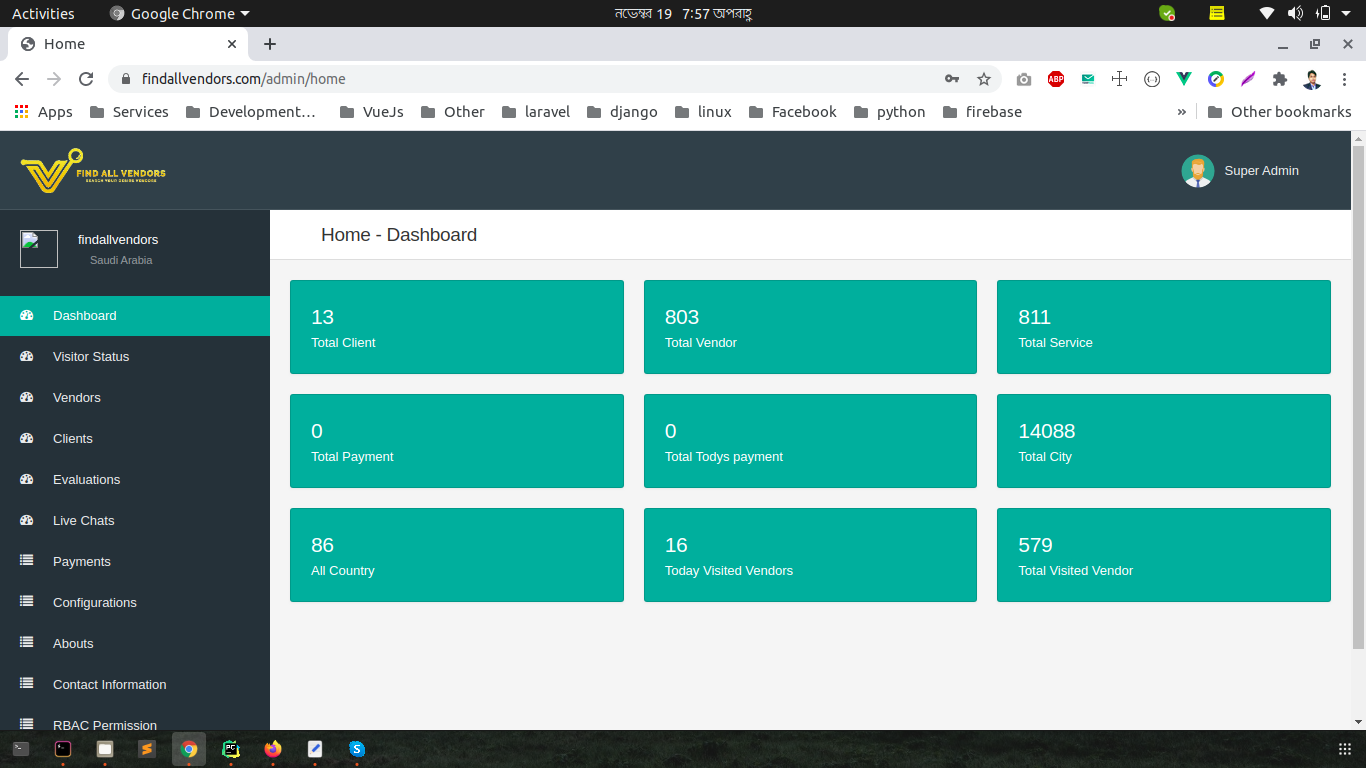 Activities
Google Chrome
নভেম্বর 19 7:57 অপরাহ্ণ
Home
findallvendors.com/admin/home
ABP
Apps
Services
Development...
VueJs
Other
laravel
django
linux
Facebook
python
firebase
»
Other bookmarks
FIND ALL VENDORS
SEARCH YOUR DESIRE VENDORS
Super Admin
findallvendors
Saudi Arabia
Home - Dashboard
Dashboard
Visitor Status
Vendors
Clients
Evaluations
Live Chats
Payments
Configurations
Abouts
Contact Information
RBAC Permission
13
Total Client
803
Total Vendor
811
Total Service
0
Total Payment
0
Total Todys payment
14088
Total City
86
All Country
16
Today Visited Vendors
579
Total Visited Vendor